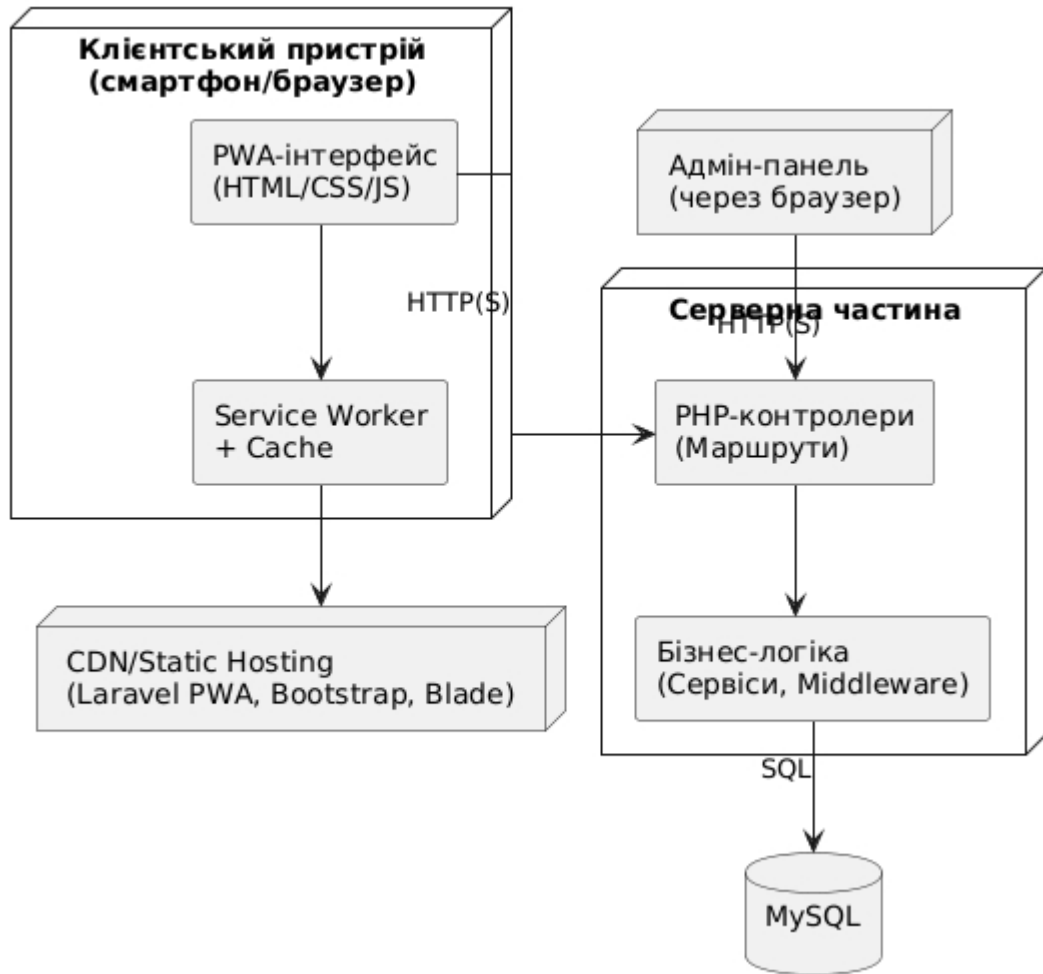 Клієнтський пристрій
(смартфон/браузер)
PWA-інтерфейс
(HTML/CSS/JS)
Адмін-панель
(через браузер)
HTTP(S)
Серверна частина
HTTP(S)
Service Worker
+ Cache
PHP-контролери
(Маршрути)
CDN/Static Hosting
(Laravel PWA, Bootstrap, Blade)
Бізнес-логіка
(Сервіси, Middleware)
SQL
MySQL